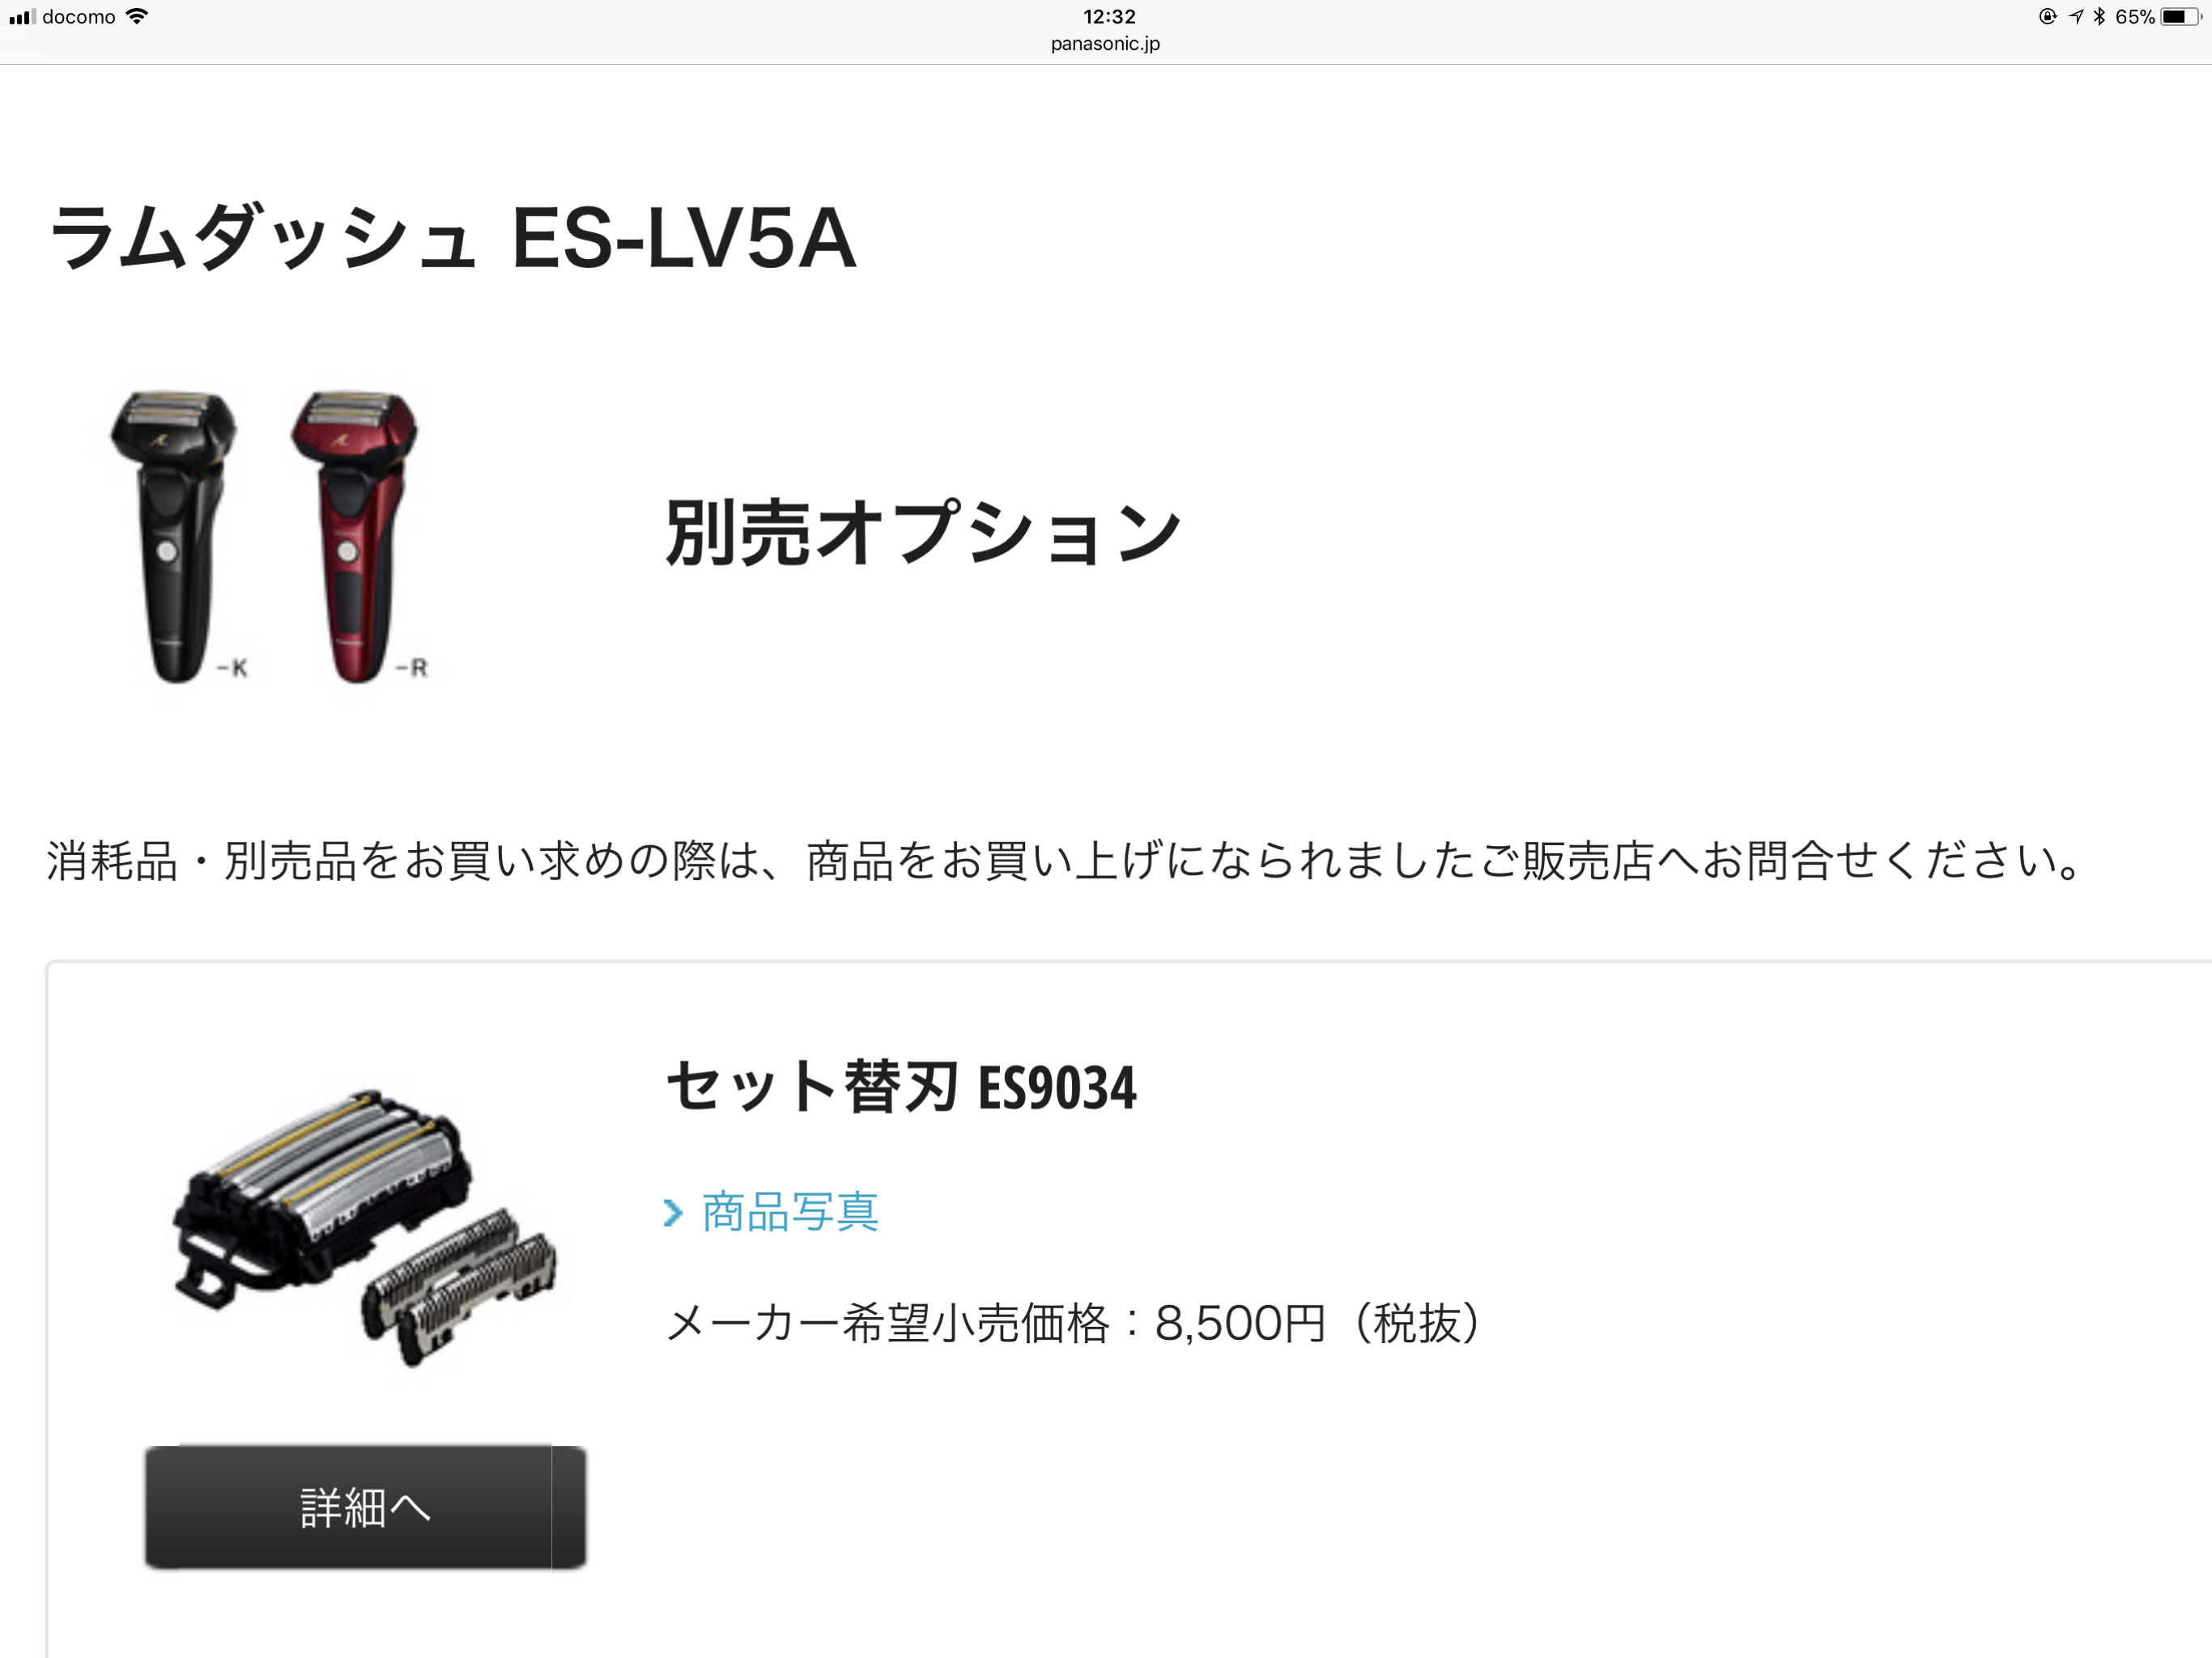 docomo
12:32
65%
panasonic.jp
ラムダッシュ ES-LV5A
-K
-R
別売オプション
消耗品・別売品をお買い求めの際は、商品をお買い上げになられましたご販売店へお問合せください。
セット替刃 ES9034
商品写真
メーカー希望小売価格：8,500円（税抜）
詳細へ